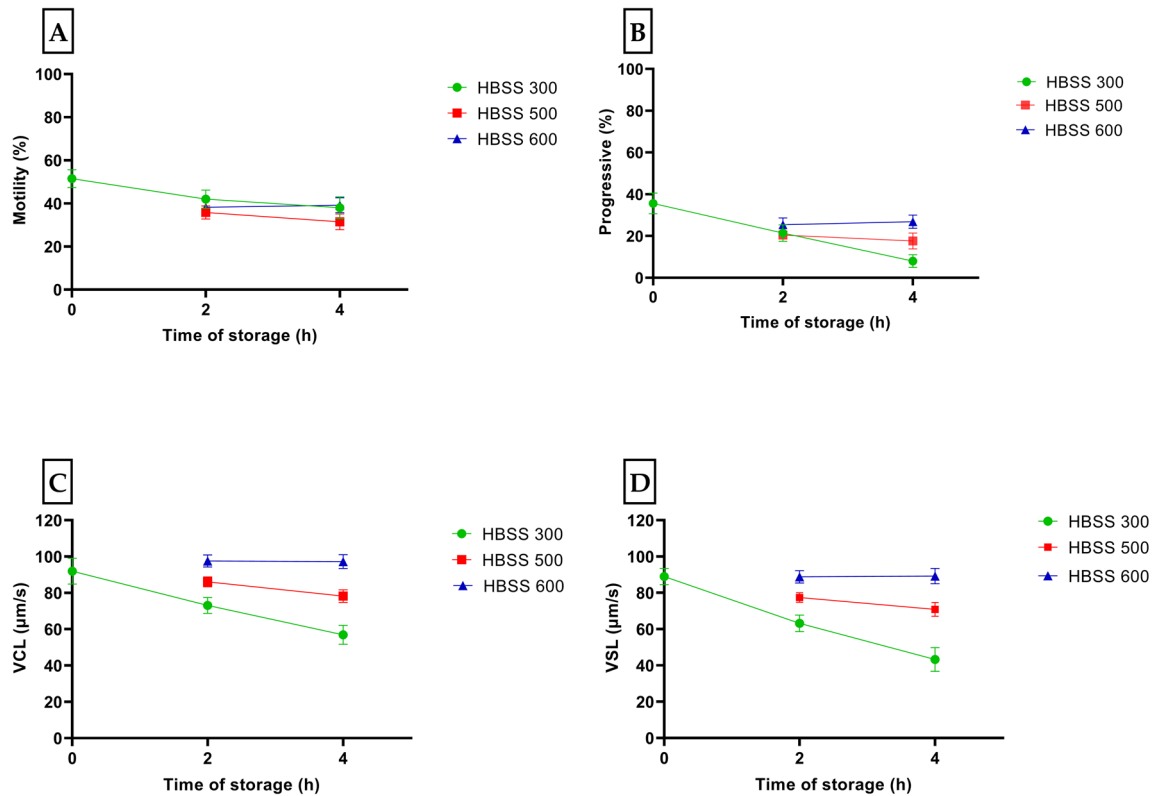 A
Motility (%)
100
80
60
40
20
0
0 2 4
Time of storage (h)
HBSS 300
HBSS 500
HBSS 600
B
Progressive (%)
100
80
60
40
20
0
0 2 4
Time of storage (h)
HBSS 300
HBSS 500
HBSS 600
C
VCL (µm/s)
120
100
80
60
40
20
0
0 2 4
Time of storage (h)
HBSS 300
HBSS 500
HBSS 600
D
VSL (µm/s)
120
100
80
60
40
20
0
0 2 4
Time of storage (h)
HBSS 300
HBSS 500
HBSS 600